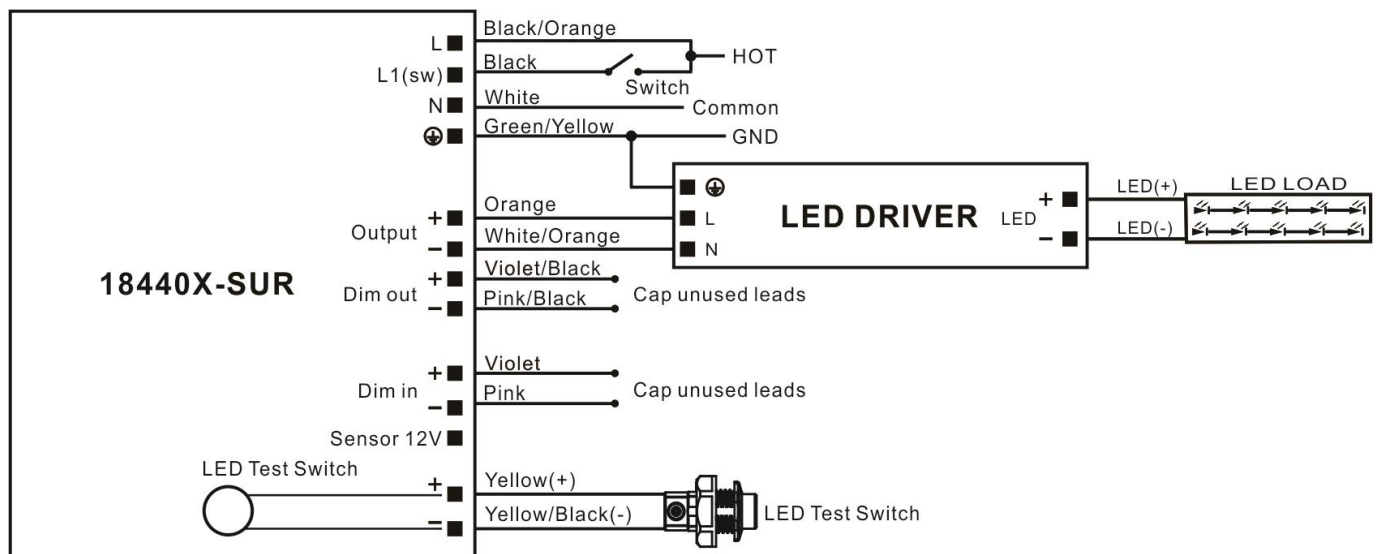 L
Black/Orange
HOT
L1(sw)
Black
Switch
N
White
Common
Green/Yellow
GND
LED DRIVER
L
N
LED
+
−
LED(+)
LED(-)
LED LOAD
Output
+
−
Orange
White/Orange
18440X-SUR
Dim out
+
−
Violet/Black
Pink/Black
Cap unused leads
Dim in
+
−
Violet
Pink
Cap unused leads
Sensor 12V
LED Test Switch
+
−
Yellow(+)
Yellow/Black(-)
LED Test Switch